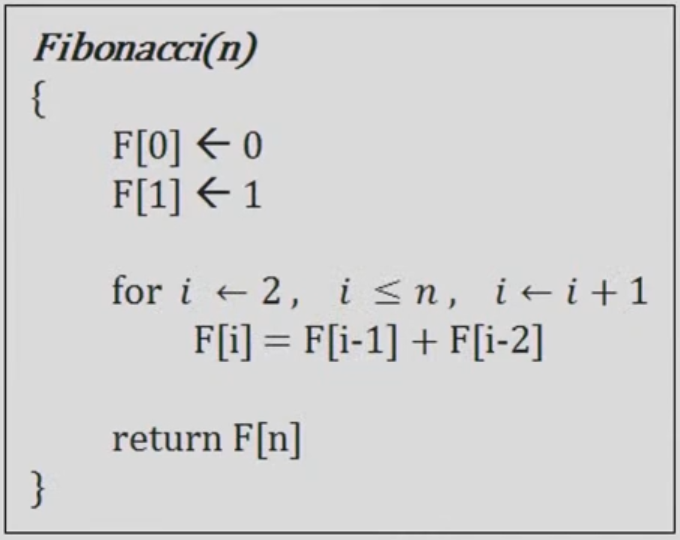 Fibonacci(n)
{
F[0] ← 0
F[1] ← 1
for i ← 2, i ≤ n, i ← i + 1
F[i] = F[i-1] + F[i-2]
return F[n]
}